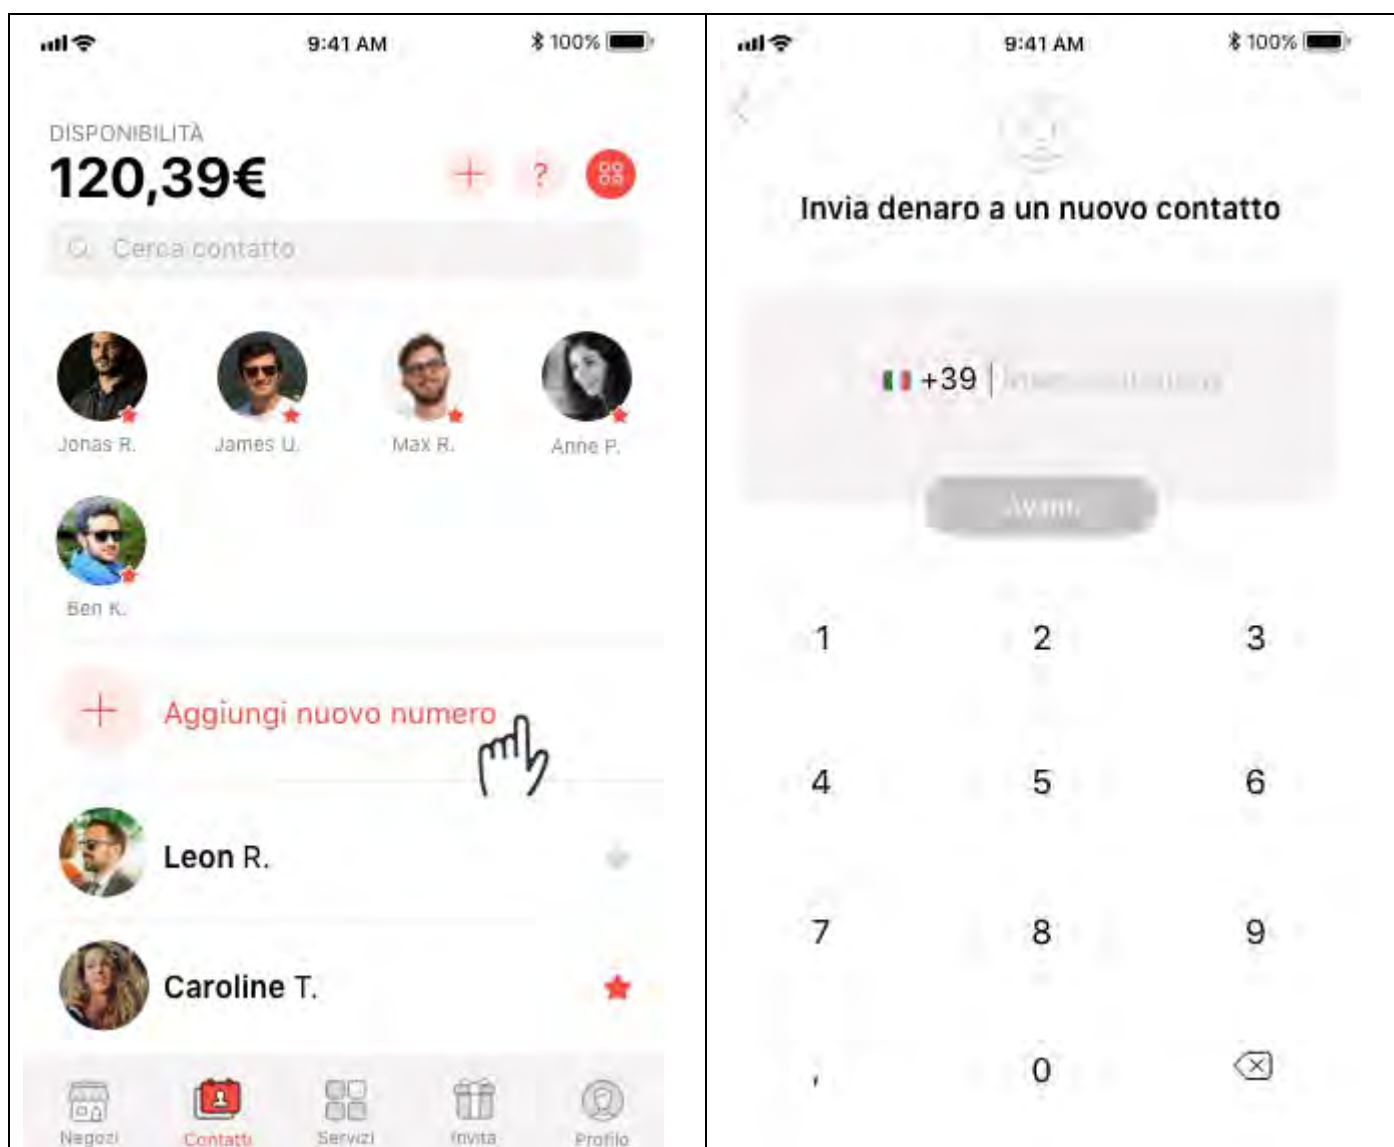 9:41 AM
100%
DISPONIBILITÀ
120,39€
?
Cerca contatto
Jonas R.
James U.
Max R.
Anne P.
Ben K.
Aggiungi nuovo numero
Leon R.
Caroline T.
Negozi
Contatti
Servizi
Invita
Profilo
9:41 AM
100%
Invia denaro a un nuovo contatto
+39
Avanti
1 2 3
4 5 6
7 8 9
, 0